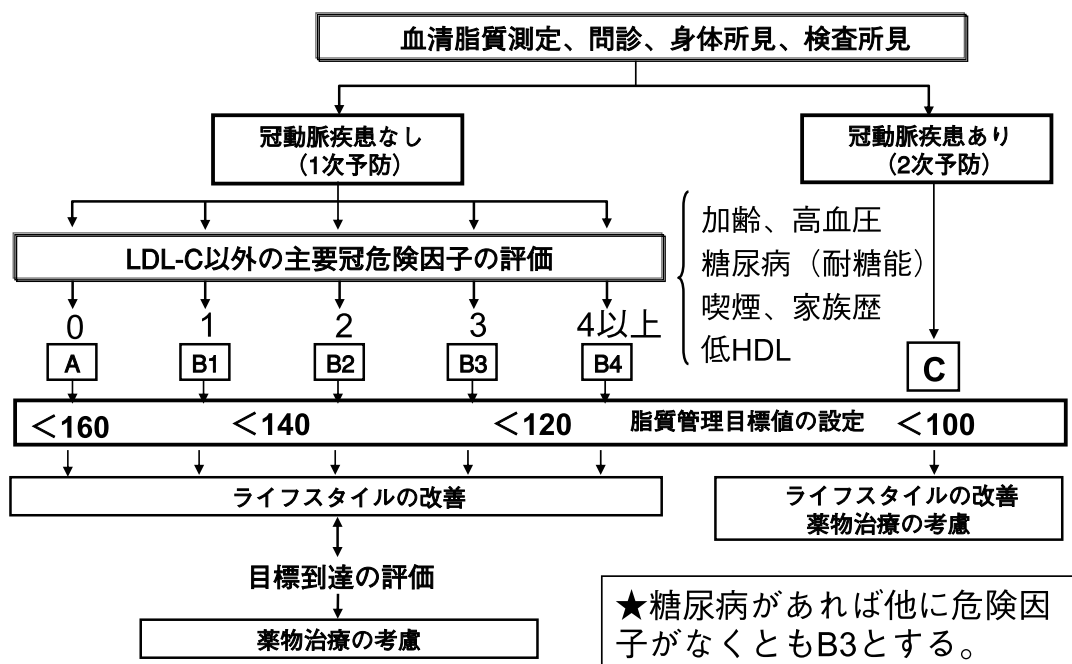 血清脂質測定、問診、身体所見、検査所見
冠動脈疾患なし
(1次予防)
冠動脈疾患あり
(2次予防)
LDL-C以外の主要冠危険因子の評価
加齢、高血圧
糖尿病（耐糖能）
喫煙、家族歴
低HDL
0 1 2 3 4以上
A B1 B2 B3 B4 C
＜160 ＜140 ＜120 脂質管理目標値の設定 ＜100
ライフスタイルの改善
ライフスタイルの改善
薬物治療の考慮
目標到達の評価
薬物治療の考慮
★糖尿病があれば他に危険因
子がなくともB3とする。